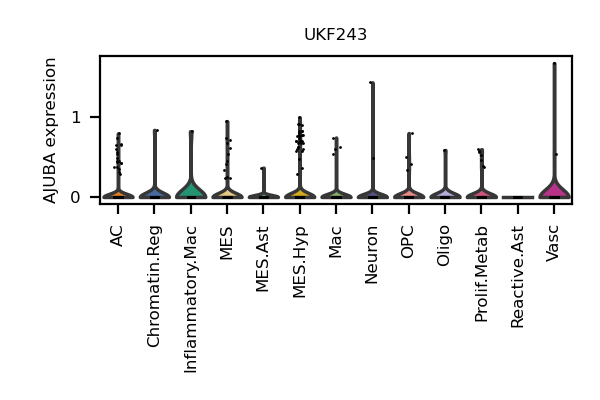 UKF243
AJUBA expression
1
0
AC
Chromatin.Reg
Inflammatory.Mac
MES
MES.Ast
MES.Hyp
Mac
Neuron
OPC
Oligo
Prolif.Metab
Reactive.Ast
Vasc